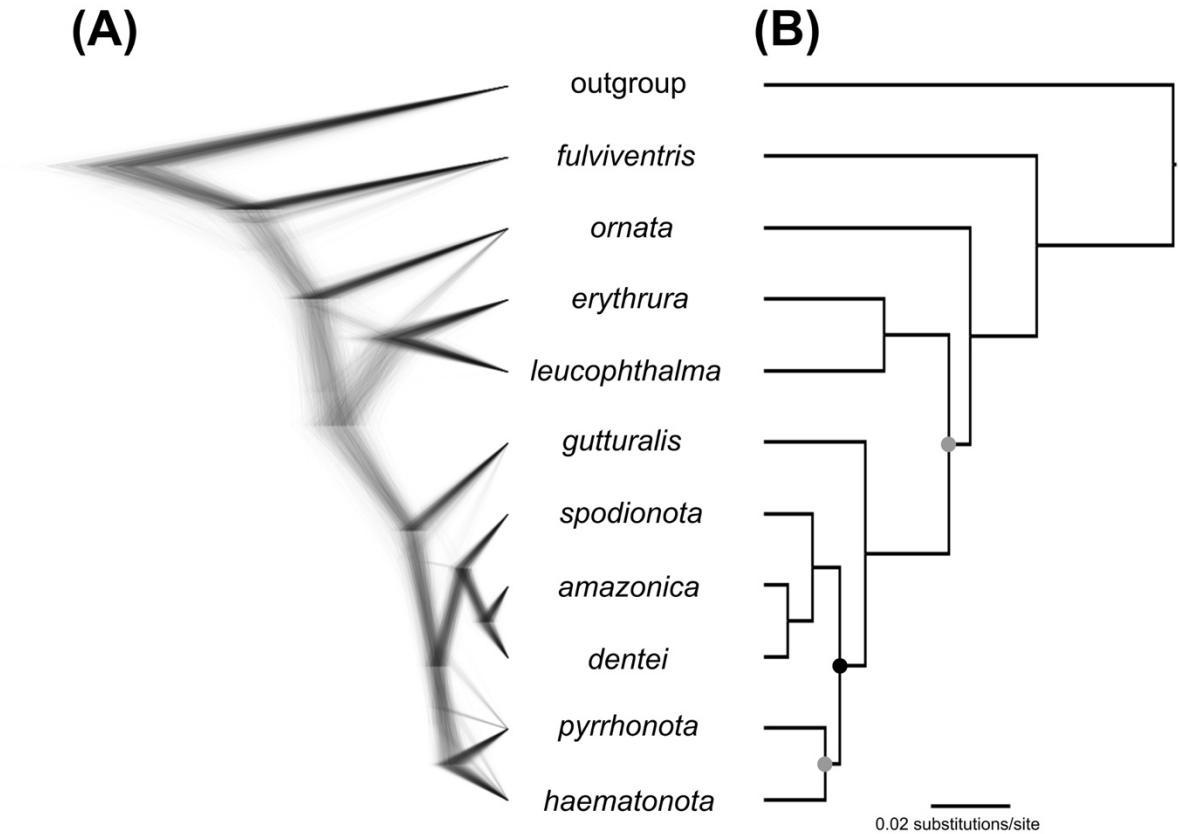 (A)
(B)
outgroup
fulviventris
ornata
erythrura
leucophthalma
gutturalis
spodionota
amazonica
dentei
pyrrhonota
haematonota
0.02 substitutions/site